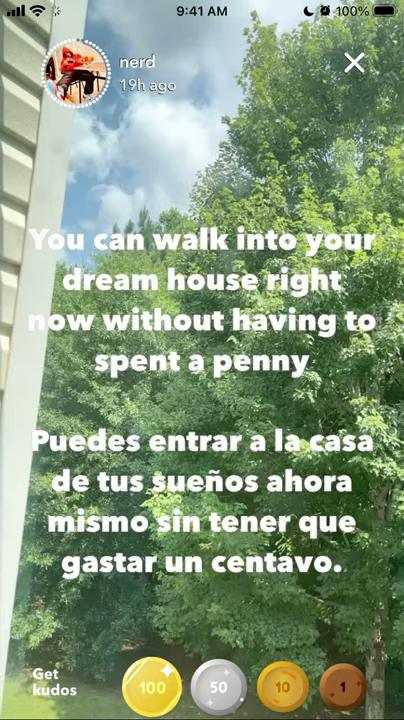 9:41 AM
100%
nerd
19h ago
You can walk into your
dream house right
now without having to
spent a penny
Puedes entrar a la casa
de tus sueños ahora
mismo sin tener que
gastar un centavo.
Get
kudos
100
50
10
1